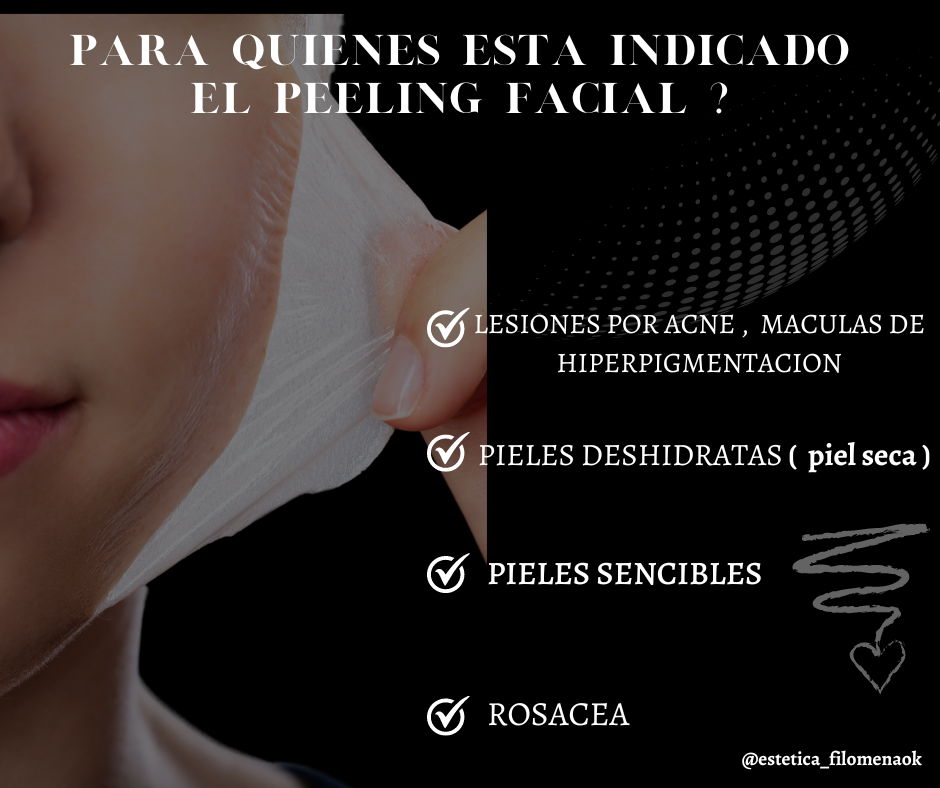 PARA QUIENES ESTA INDICADO
EL PEELING FACIAL ?
LESIONES POR ACNE , MACULAS DE
HIPERPIGMENTACION
PIELES DESHIDRATAS ( piel seca )
PIELES SENCIBLES
ROSACEA
@estetica_filomenaok